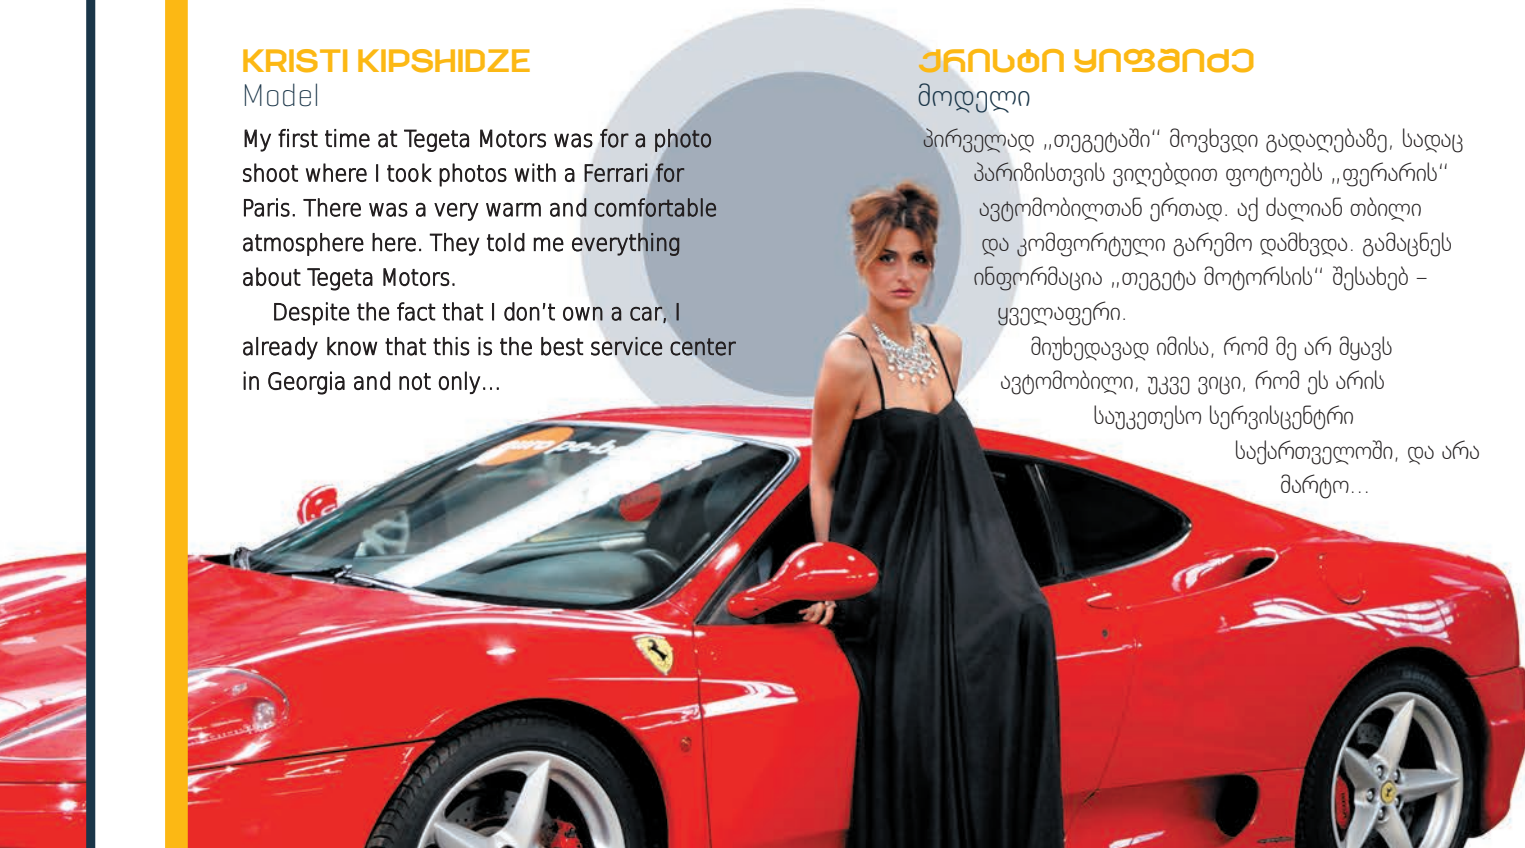 KRISTI KIPSHIDZE
Model
My first time at Tegeta Motors was for a photo
shoot where I took photos with a Ferrari for
Paris. There was a very warm and comfortable
atmosphere here. They told me everything
about Tegeta Motors.
Despite the fact that I don't own a car, I
already know that this is the best service center
in Georgia and not only...
ქრისტი ყიფშიძე
მოდელი
პირველად „თეგეტაში“ მოვხვდი გადაღებაზე, სადაც
პარიზისთვის ვიღებდით ფოტოებს „ფერარის“
ავტომობილთან ერთად. აქ ძალიან თბილი
და კომფორტული გარემო დამხვდა. გამაცნეს
ინფორმაცია „თეგეტა მოტორსის“ შესახებ –
ყველაფერი.
მიუხედავად იმისა, რომ მე არ მყავს
ავტომობილი, უკვე ვიცი, რომ ეს არის
საუკეთესო სერვისცენტრი
საქართველოში, და არა
მარტო...